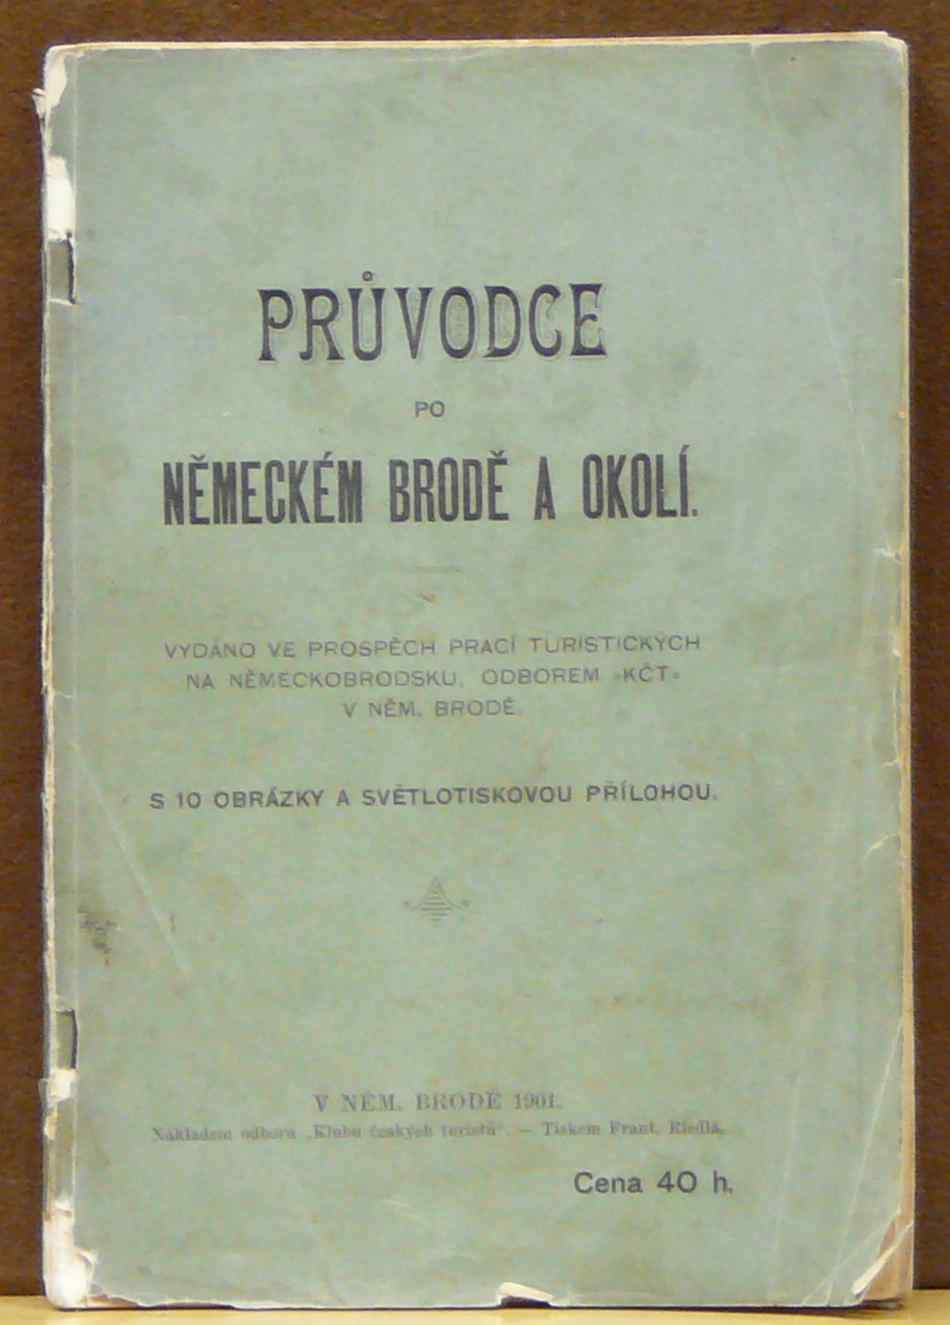 PRŮVODCE
PO
NĚMECKÉM BRODĚ A OKOLÍ.
VYDÁNO VE PROSPĚCH PRACÍ TURISTICKÝCH
NA NĚMECKOBRODSKU, ODBOREM »KČT«
V NĚM. BRODĚ.
S 10 OBRÁZKY A SVĚTLOTISKOVOU PŘÍLOHOU.
V NĚM. BRODĚ 1901.
Nákladem odboru „Klubu českých turistů“. — Tiskem Frant. Riedla.
Cena 40 h.